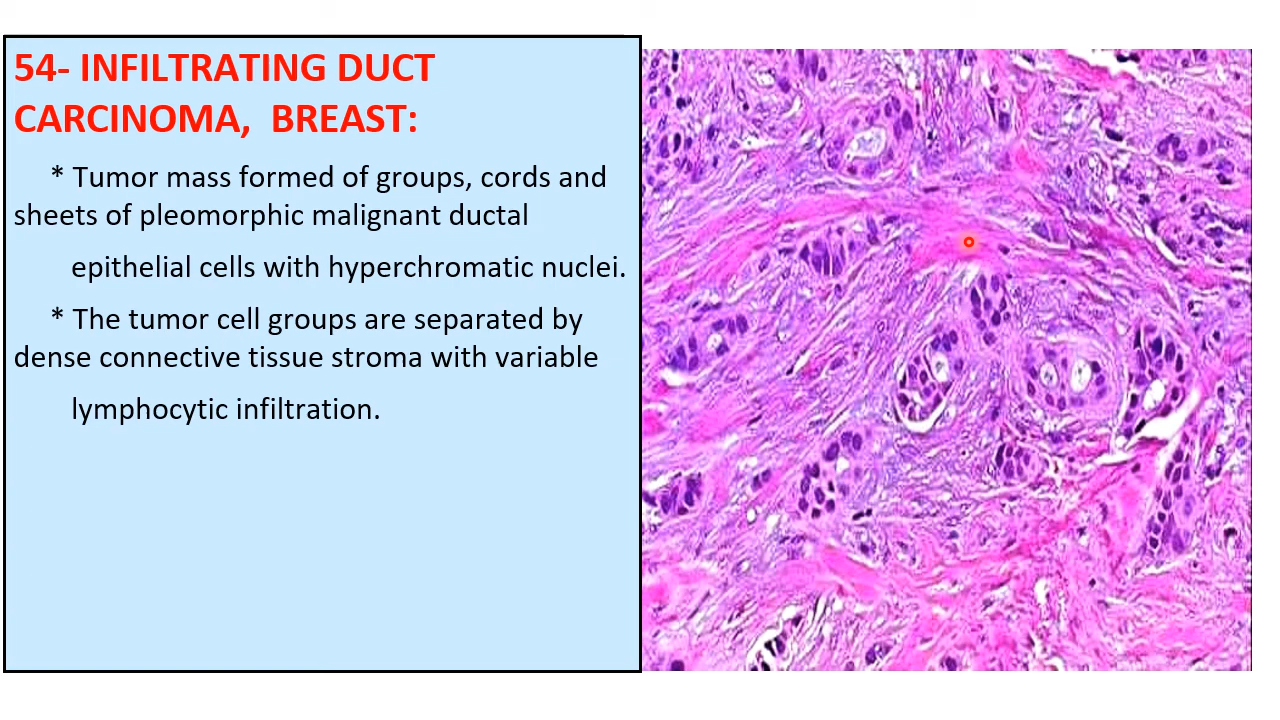 54- INFILTRATING DUCT
CARCINOMA,  BREAST:
* Tumor mass formed of groups, cords and
sheets of pleomorphic malignant ductal
epithelial cells with hyperchromatic nuclei.
* The tumor cell groups are separated by
dense connective tissue stroma with variable
lymphocytic infiltration.